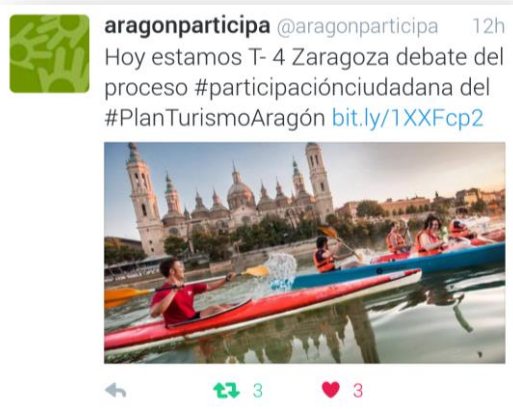 aragonparticipa @aragonparticipa 12h
Hoy estamos T- 4 Zaragoza debate del
proceso #participaciónciudadana del
#PlanTurismoAragón bit.ly/1XXFcp2
3 3